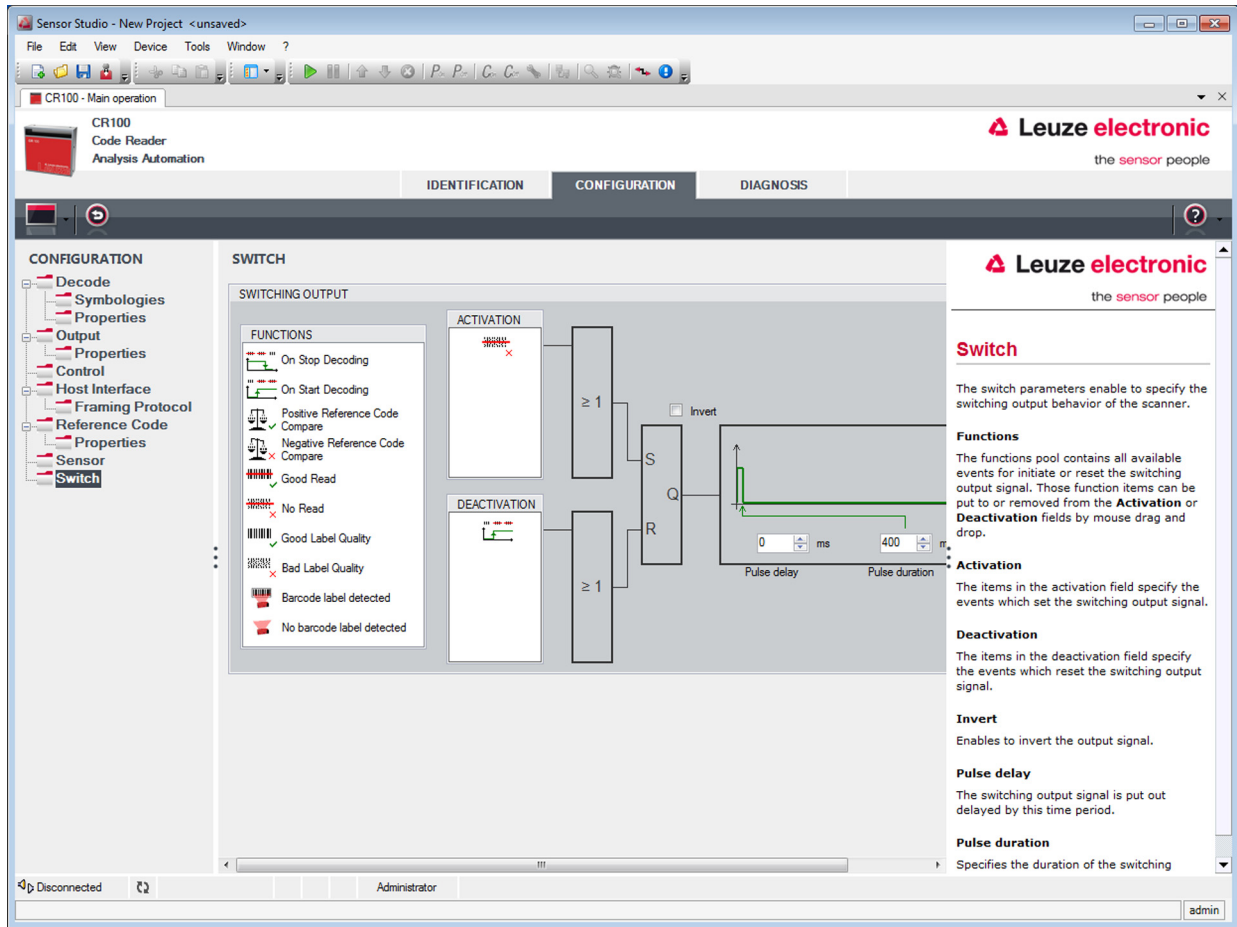 Sensor Studio - New Project <unsaved>
File Edit View Device Tools Window ?
CR100 - Main operation
CR100
Code Reader
Analysis Automation
Leuze electronic
the sensor people
IDENTIFICATION CONFIGURATION DIAGNOSIS
CONFIGURATION
Decode
Symbologies
Properties
Output
Properties
Control
Host Interface
Framing Protocol
Reference Code
Properties
Sensor
Switch
SWITCH
SWITCHING OUTPUT
FUNCTIONS
On Stop Decoding
On Start Decoding
Positive Reference Code
Compare
Negative Reference Code
Compare
Good Read
No Read
Good Label Quality
Bad Label Quality
Barcode label detected
No barcode label detected
ACTIVATION
≥ 1
DEACTIVATION
≥ 1
Invert
S
Q
R
0 ms
400 m
Pulse delay
Pulse duration
Leuze electronic
the sensor people
Switch
The switch parameters enable to specify the
switching output behavior of the scanner.
Functions
The functions pool contains all available
events for initiate or reset the switching
output signal. Those function items can be
put to or removed from the Activation or
Deactivation fields by mouse drag and
drop.
Activation
The items in the activation field specify the
events which set the switching output signal.
Deactivation
The items in the deactivation field specify
the events which reset the switching output
signal.
Invert
Enables to invert the output signal.
Pulse delay
The switching output signal is put out
delayed by this time period.
Pulse duration
Specifies the duration of the switching
Disconnected
Administrator
admin